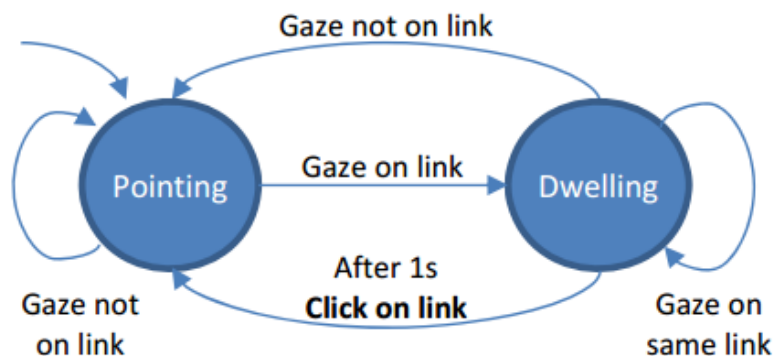 Gaze not on link
Pointing
Gaze on link
Dwelling
After 1s
Click on link
Gaze not
on link
Gaze on
same link